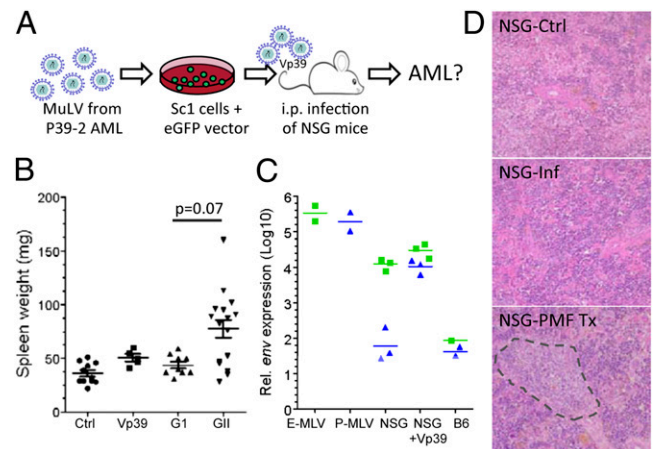 A
MuLV from
P39-2 AML
Sc1 cells +
eGFP vector
Vp39
i.p. infection
of NSG mice
AML?
B
Spleen weight (mg)
200
150
100
50
0
p=0.07
Ctrl
Vp39
G1
GII
C
Rel. env expression (Log10)
6
5
4
3
2
1
0
E-MLV
P-MLV
NSG
NSG
+Vp39
B6
D
NSG-Ctrl
NSG-Inf
NSG-PMF Tx